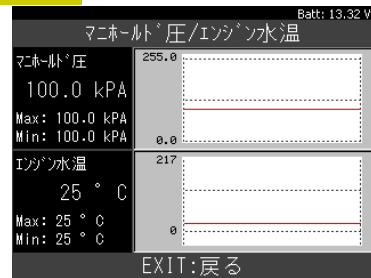 Batt: 13.32 V
マニホールド圧/エンジン水温
マニホールド圧
100.0 kPA
Max: 100.0 kPA
Min: 100.0 kPA
255.0
0.0
エンジン水温
25 ° C
Max: 25 ° C
Min: 25 ° C
217
0
EXIT:戻る